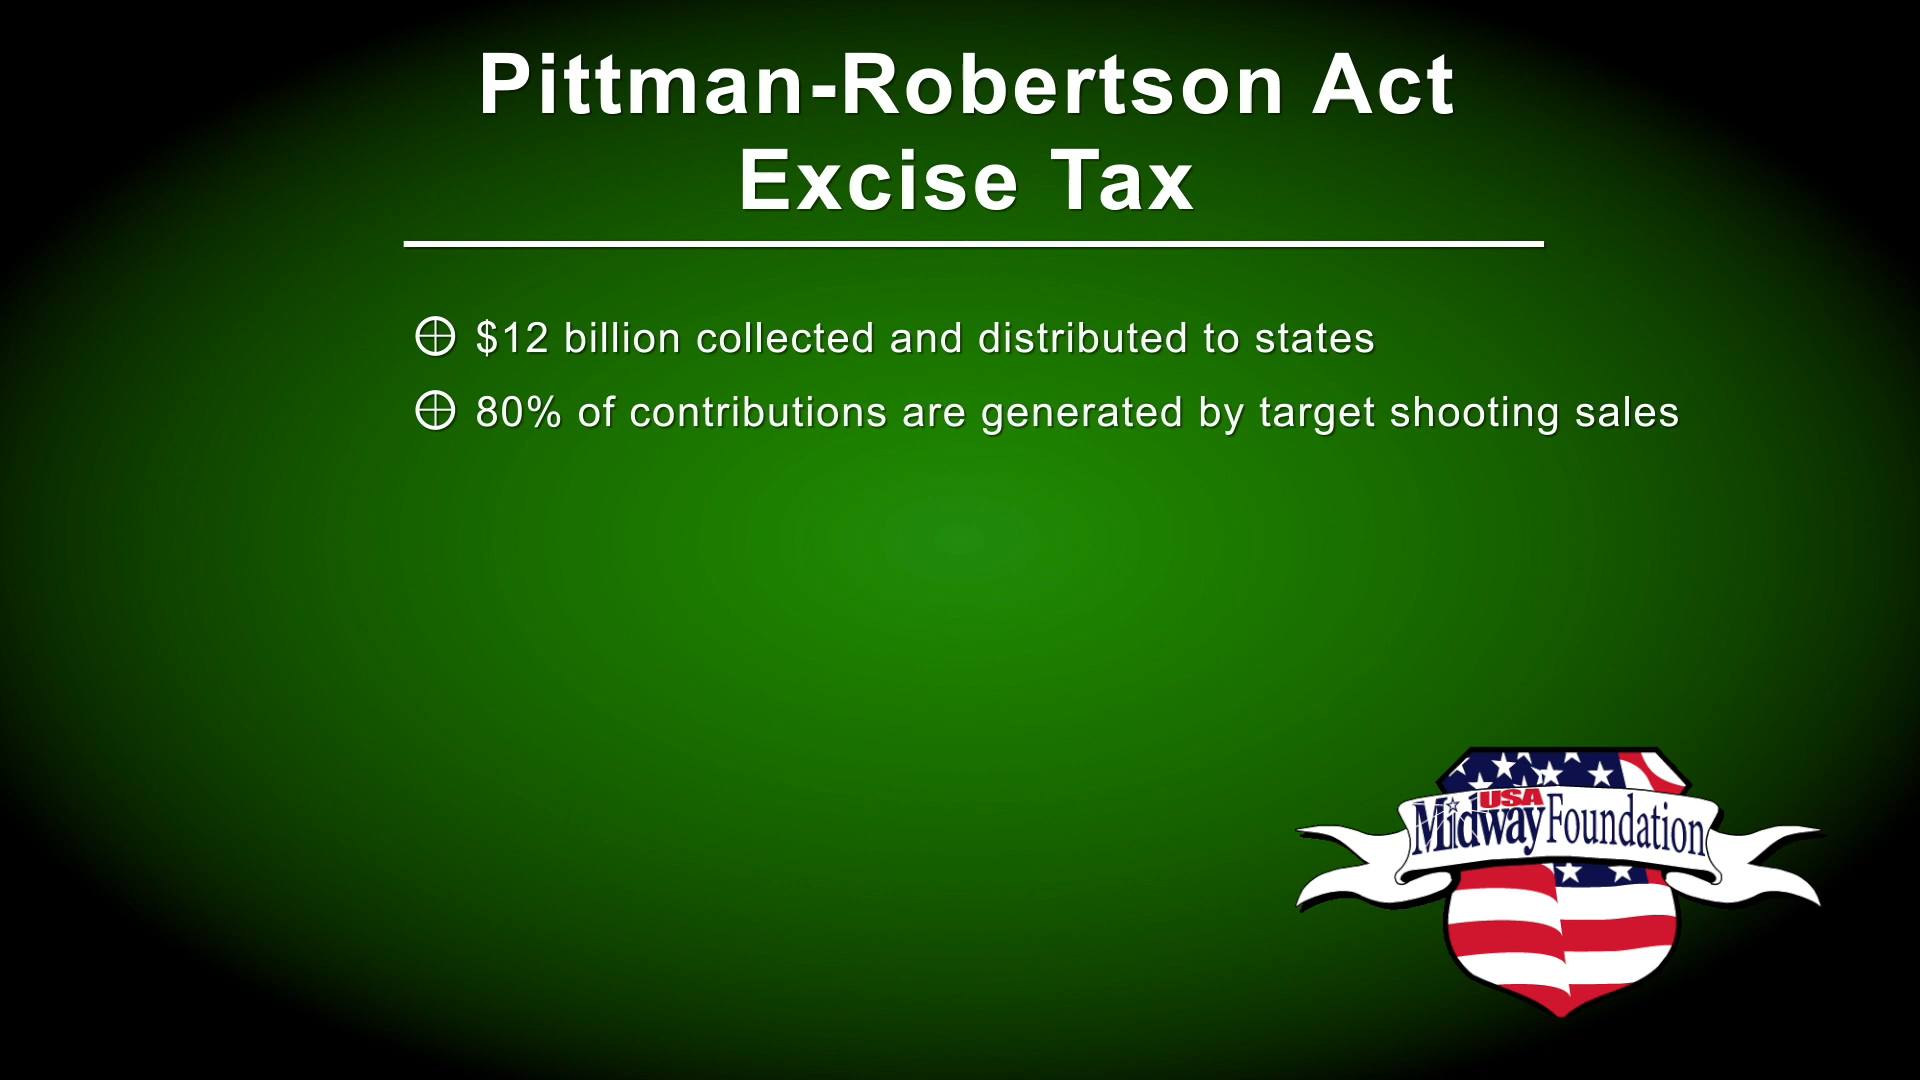 Pittman-Robertson Act
Excise Tax
$12 billion collected and distributed to states
80% of contributions are generated by target shooting sales
USA
Midway Foundation